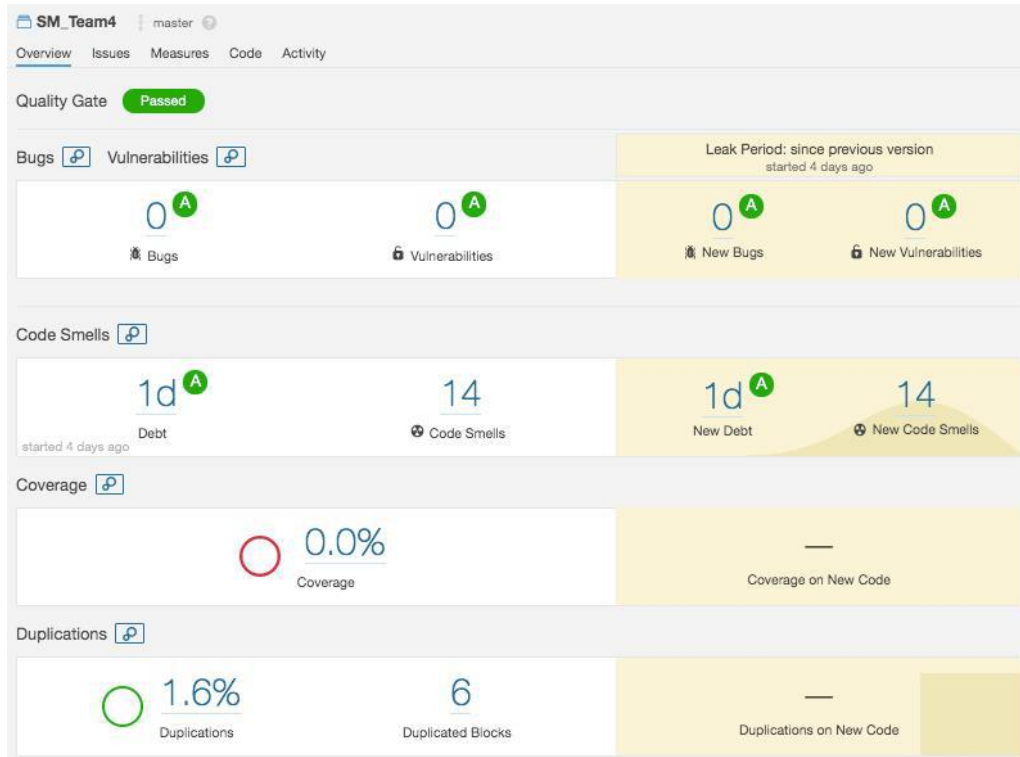 SM_Team4 master
Overview Issues Measures Code Activity
Quality Gate Passed
Bugs Vulnerabilities
Leak Period: since previous version
started 4 days ago
0 A 0 A 0 A 0 A
Bugs Vulnerabilities New Bugs New Vulnerabilities
Code Smells
1d A 14 1d A 14
Debt Code Smells New Debt New Code Smells
started 4 days ago
Coverage
0.0% —
Coverage Coverage on New Code
Duplications
1.6% 6 —
Duplications Duplicated Blocks Duplications on New Code